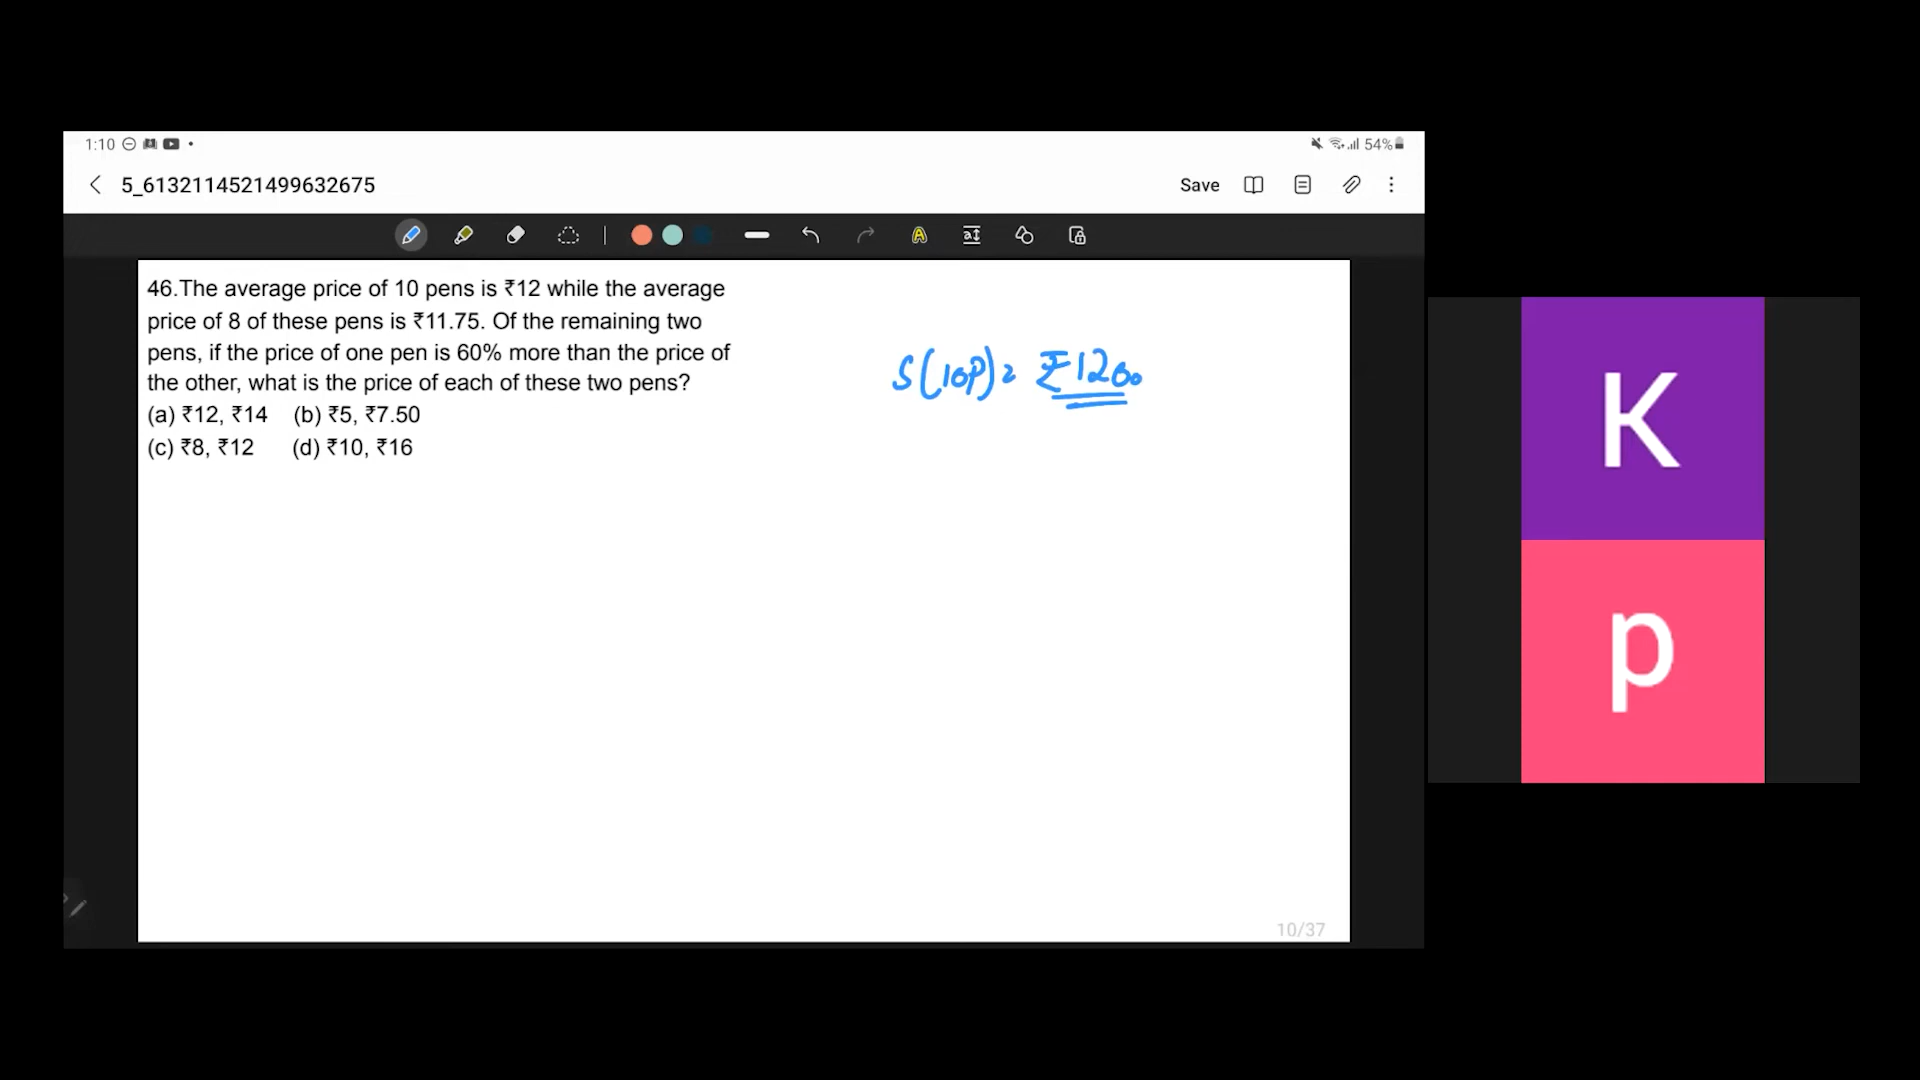 1:10 54%
5_6132114521499632675 Save
46.The average price of 10 pens is ₹12 while the average
price of 8 of these pens is ₹11.75. Of the remaining two
pens, if the price of one pen is 60% more than the price of
the other, what is the price of each of these two pens?
(a) ₹12, ₹14 (b) ₹5, ₹7.50
(c) ₹8, ₹12 (d) ₹10, ₹16
S(10P)= ₹1200
10/37
K
p